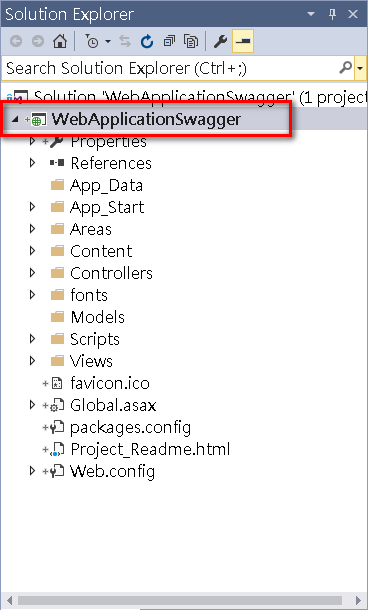 Solution Explorer
Search Solution Explorer (Ctrl+;)
Solution 'WebApplicationSwagger' (1 project
WebApplicationSwagger
Properties
References
App_Data
App_Start
Areas
Content
Controllers
fonts
Models
Scripts
Views
favicon.ico
Global.asax
packages.config
Project_Readme.html
Web.config